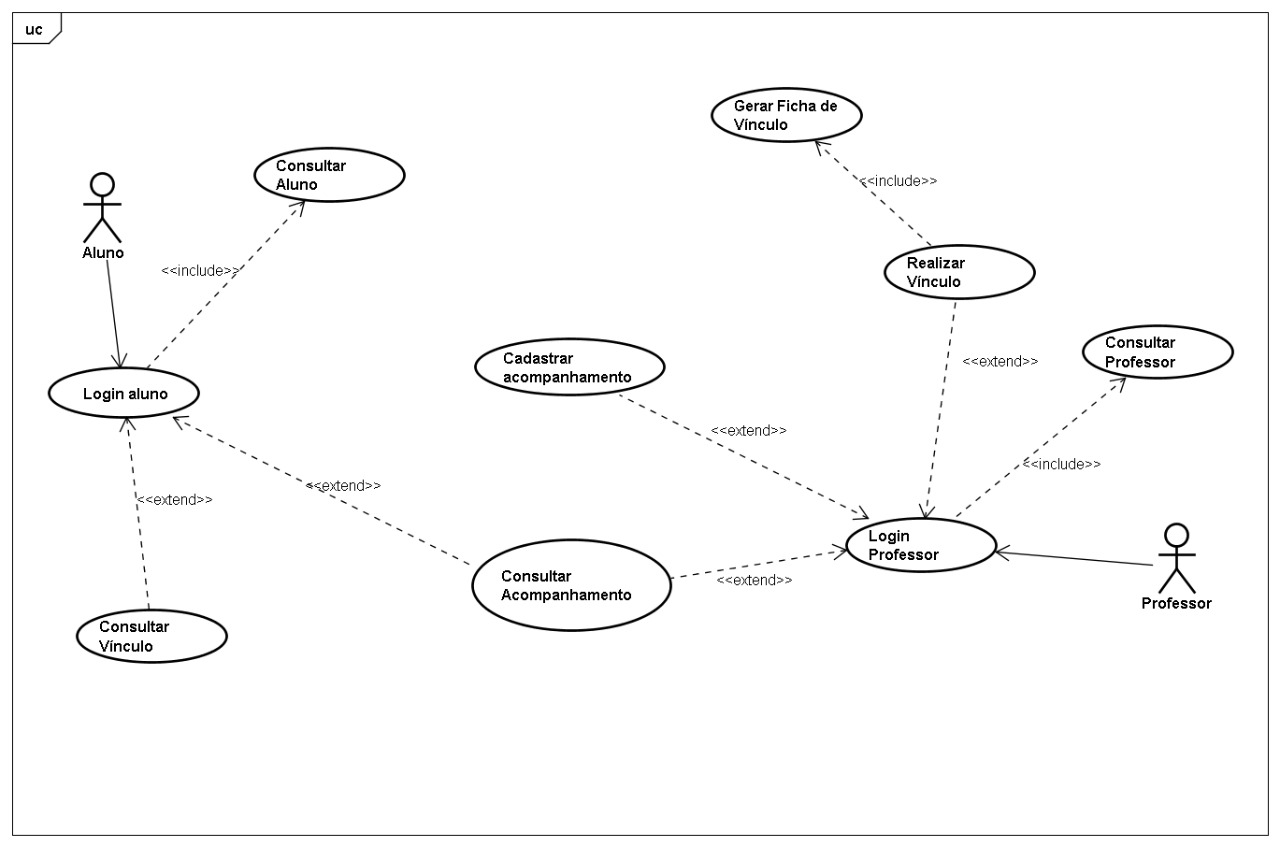 uc
Gerar Ficha de
Vínculo
Consultar
Aluno
<<include>>
Aluno
Realizar
Vínculo
<<include>>
Cadastrar
acompanhamento
<<extend>>
Consultar
Professor
Login aluno
<<extend>>
<<include>>
<<extend>>
<<extend>>
Login
Professor
Consultar
Acompanhamento
<<extend>>
Professor
Consultar
Vínculo